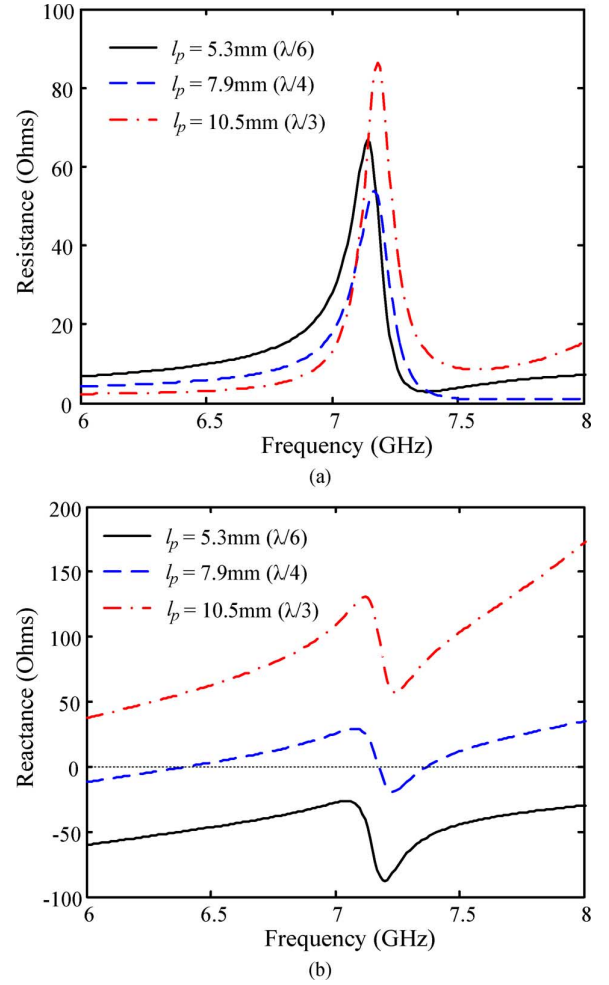 100
80
60
40
20
0
Resistance (Ohms)
l_p = 5.3mm (λ/6)
l_p = 7.9mm (λ/4)
l_p = 10.5mm (λ/3)
6 6.5 7 7.5 8
Frequency (GHz)
(a)
200
150
100
50
0
-50
-100
Reactance (Ohms)
l_p = 5.3mm (λ/6)
l_p = 7.9mm (λ/4)
l_p = 10.5mm (λ/3)
6 6.5 7 7.5 8
Frequency (GHz)
(b)